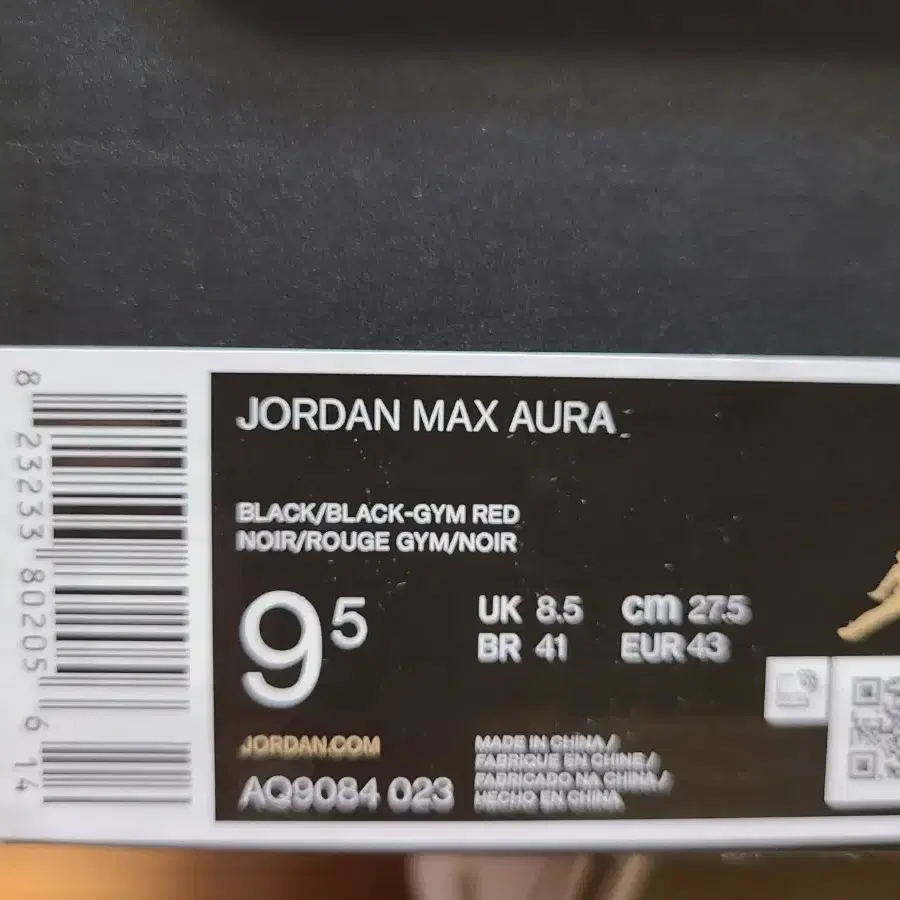 JORDAN MAX AURA
BLACK/BLACK-GYM RED
NOIR/ROUGE GYM/NOIR
9 5
UK 8.5 cm 27.5
BR 41 EUR 43
JORDAN.COM
AQ9084 023
MADE IN CHINA /
FABRIQUE EN CHINE /
FABRICADO NA CHINA /
HECHO EN CHINA
8 23233 80205 6 14